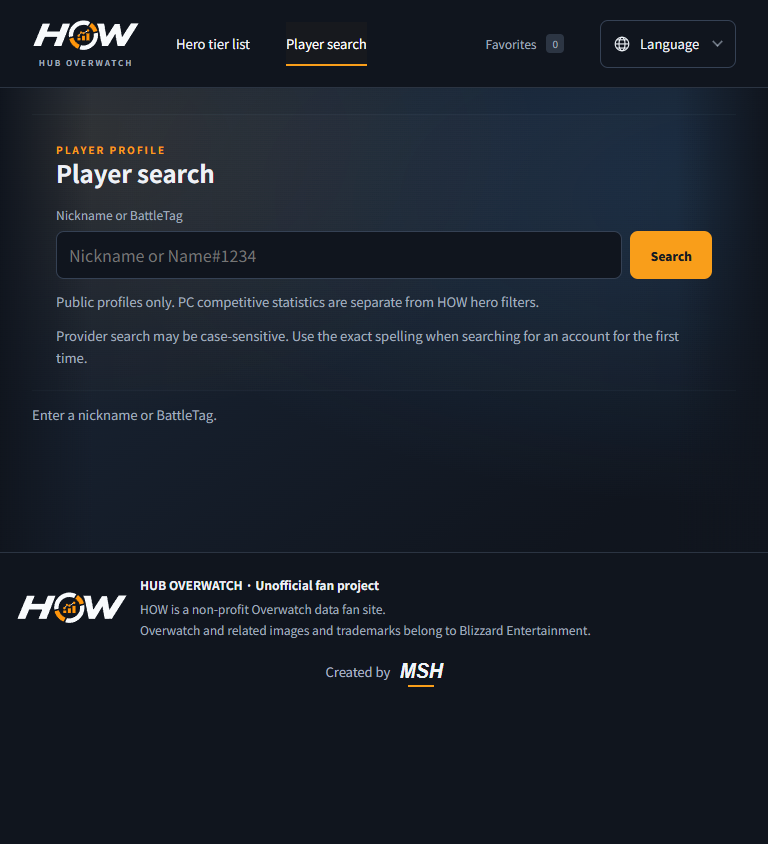 HOW
HUB OVERWATCH
Hero tier list
Player search
Favorites 0
Language
PLAYER PROFILE
Player search
Nickname or BattleTag
Nickname or Name#1234
Search
Public profiles only. PC competitive statistics are separate from HOW hero filters.
Provider search may be case-sensitive. Use the exact spelling when searching for an account for the first
time.
Enter a nickname or BattleTag.
HOW
HUB OVERWATCH · Unofficial fan project
HOW is a non-profit Overwatch data fan site.
Overwatch and related images and trademarks belong to Blizzard Entertainment.
Created by MSH